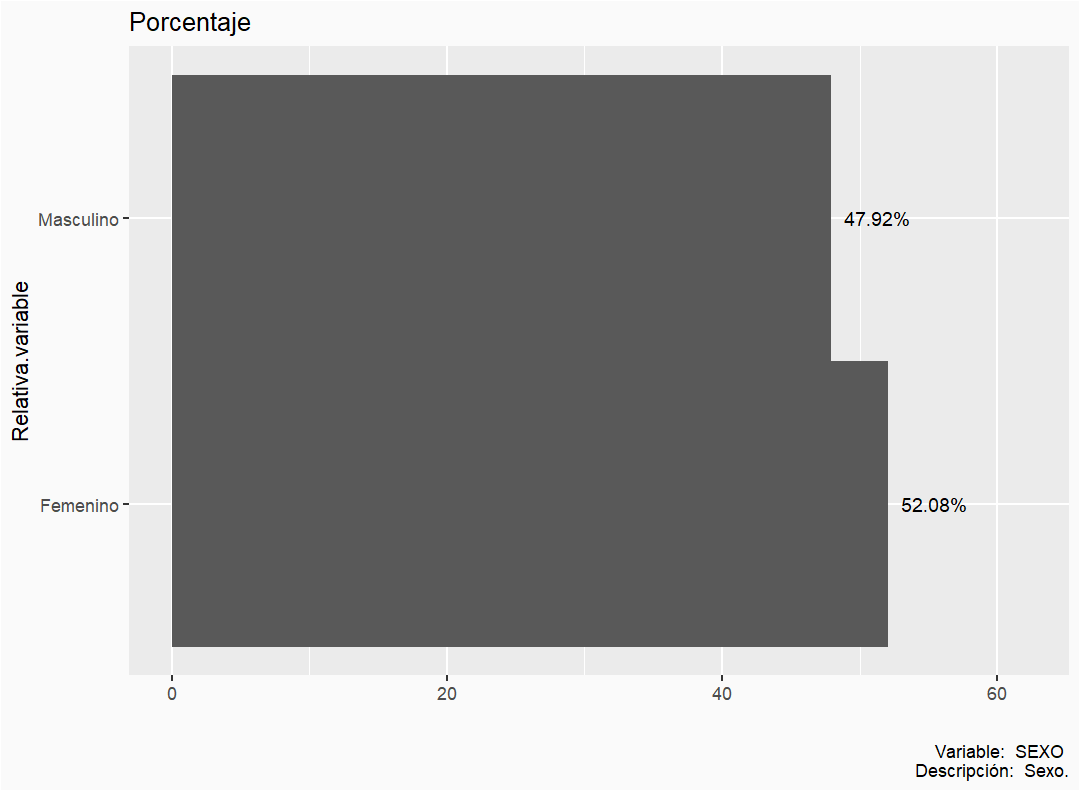 Porcentaje
Relativa.variable
Masculino
47.92%
Femenino
52.08%
0 20 40 60
Variable: SEXO
Descripción: Sexo.